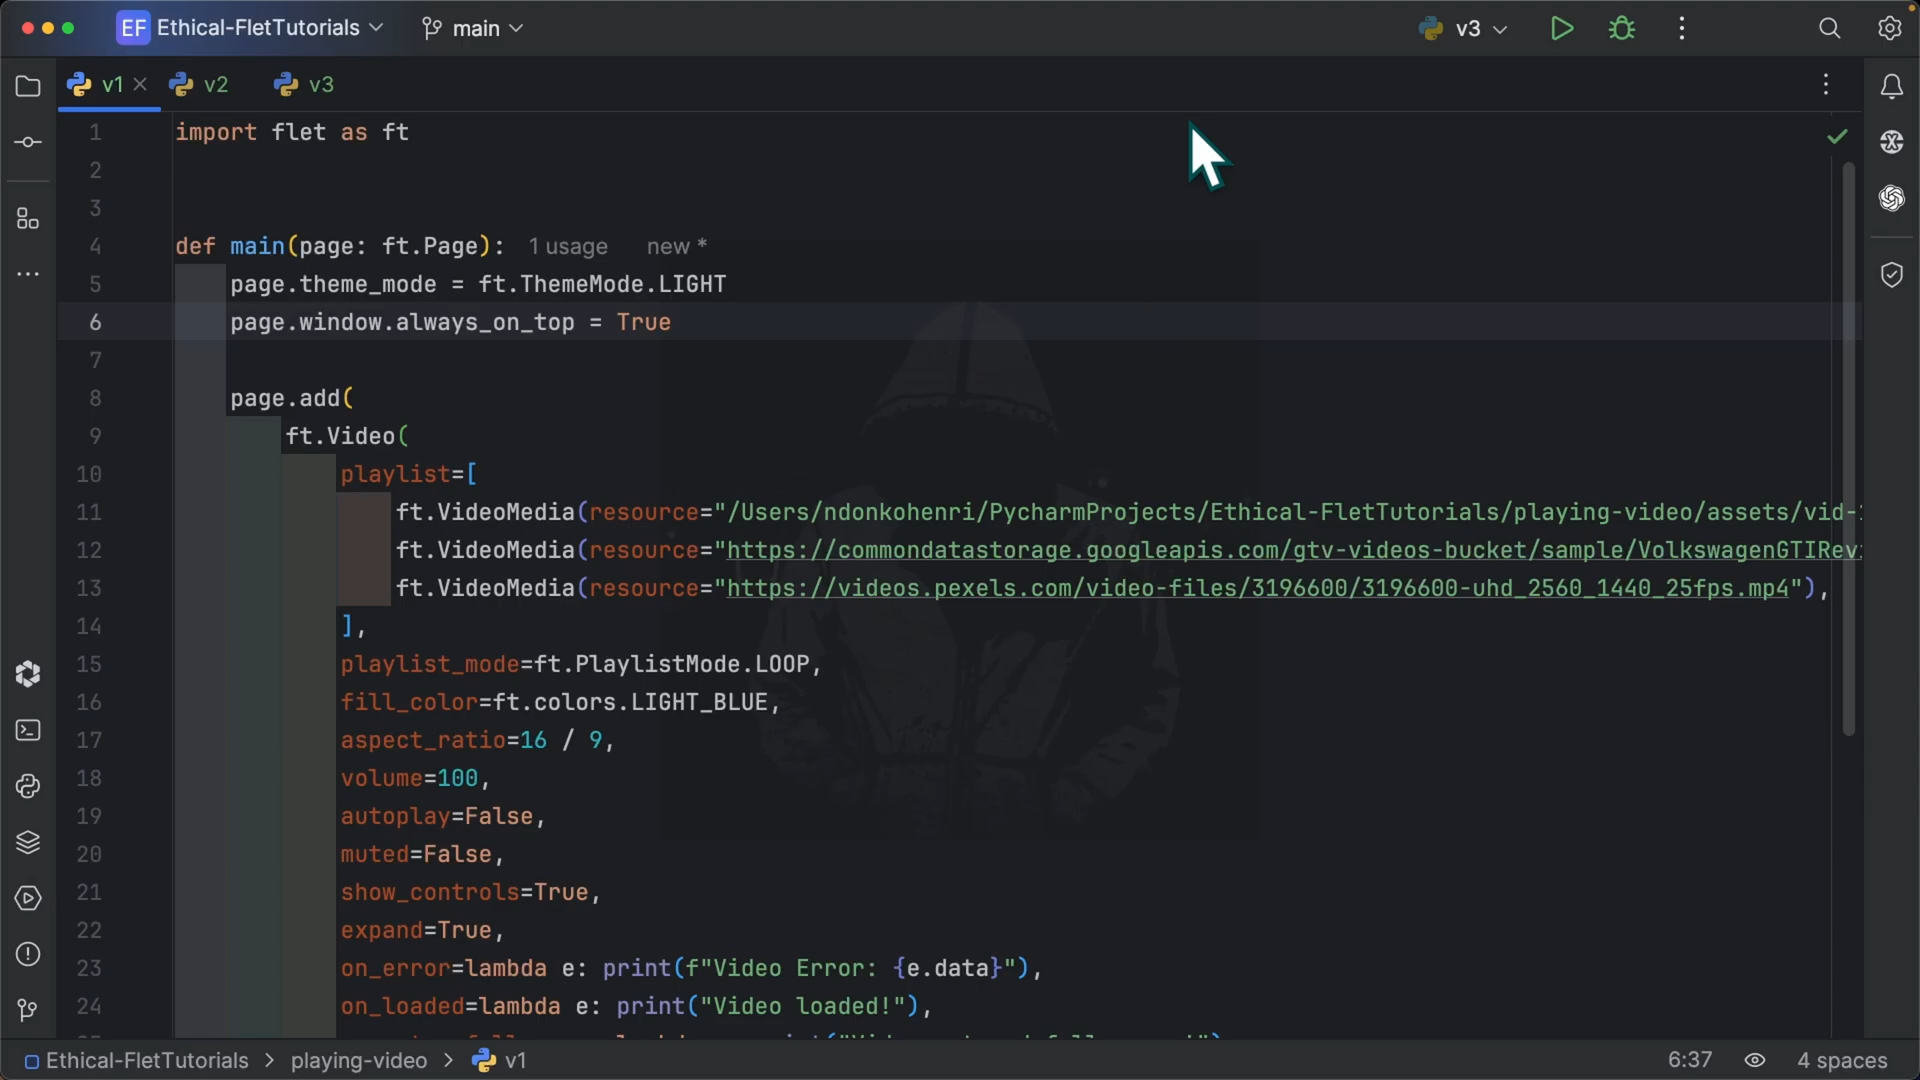 EF Ethical-FletTutorials main v3
v1 v2 v3
1 import flet as ft
2
3
4 def main(page: ft.Page): 1 usage new *
5 page.theme_mode = ft.ThemeMode.LIGHT
6 page.window.always_on_top = True
7
8 page.add(
9 ft.Video(
10 playlist=[
11 ft.VideoMedia(resource="/Users/ndonkohenri/PycharmProjects/Ethical-FletTutorials/playing-video/assets/vid-
12 ft.VideoMedia(resource="https://commondatastorage.googleapis.com/gtv-videos-bucket/sample/VolkswagenGTIRev
13 ft.VideoMedia(resource="https://videos.pexels.com/video-files/3196600/3196600-uhd_2560_1440_25fps.mp4"),
14 ],
15 playlist_mode=ft.PlaylistMode.LOOP,
16 fill_color=ft.colors.LIGHT_BLUE,
17 aspect_ratio=16 / 9,
18 volume=100,
19 autoplay=False,
20 muted=False,
21 show_controls=True,
22 expand=True,
23 on_error=lambda e: print(f"Video Error: {e.data}"),
24 on_loaded=lambda e: print("Video loaded!"),
Ethical-FletTutorials > playing-video > v1 6:37 4 spaces